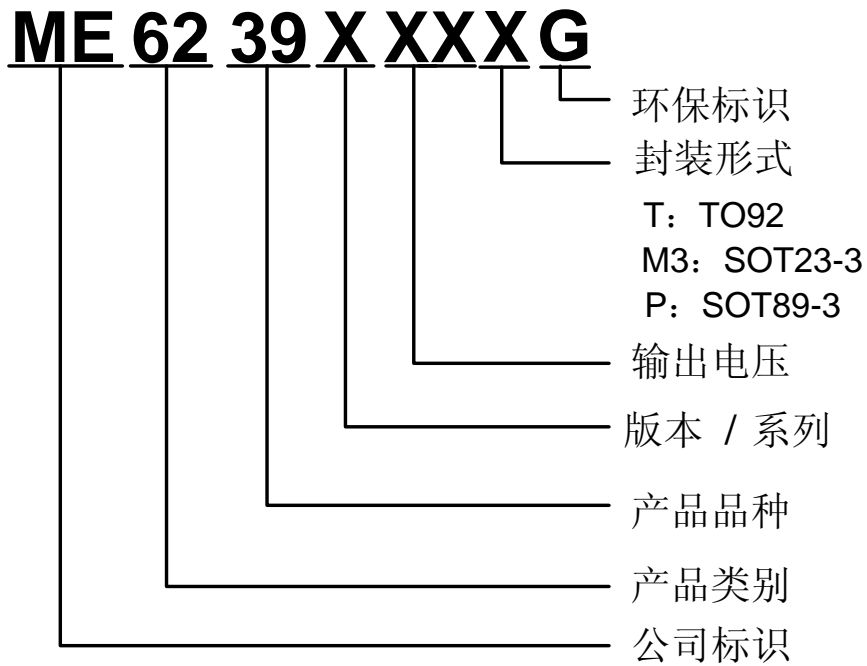 ME 62 39 X XX X G
环保标识
封装形式
T：TO92
M3：SOT23-3
P：SOT89-3
输出电压
版本 / 系列
产品品种
产品类别
公司标识